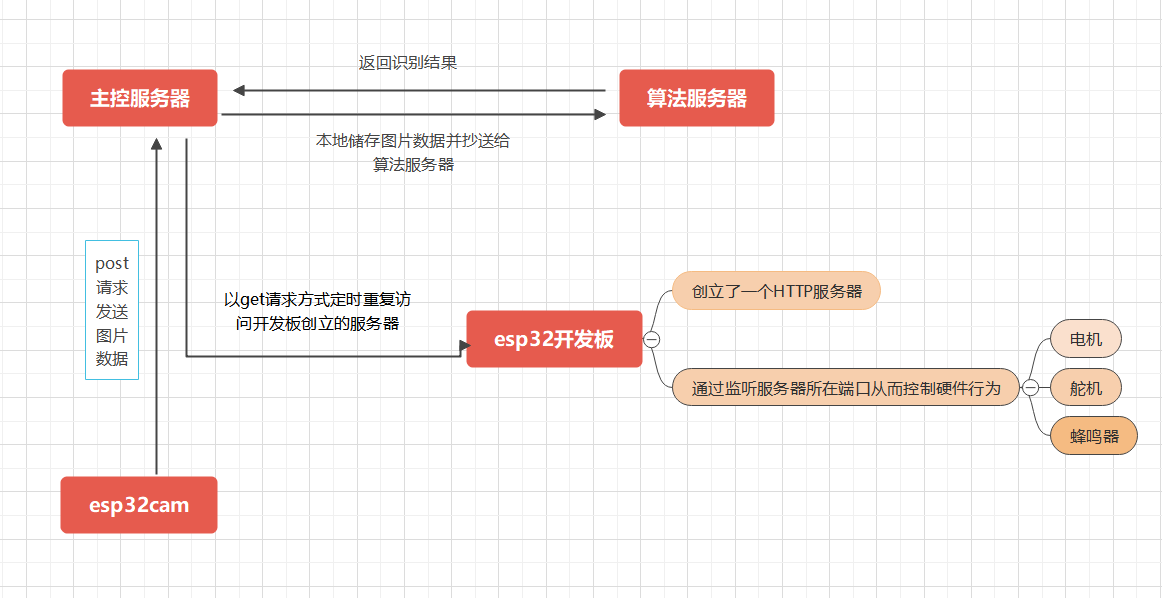 返回识别结果
主控服务器
算法服务器
本地储存图片数据并抄送给
算法服务器
post
请求
发送
图片
数据
以get请求方式定时重复访
问开发板创立的服务器
esp32开发板
创立了一个HTTP服务器
通过监听服务器所在端口从而控制硬件行为
电机
舵机
蜂鸣器
esp32cam